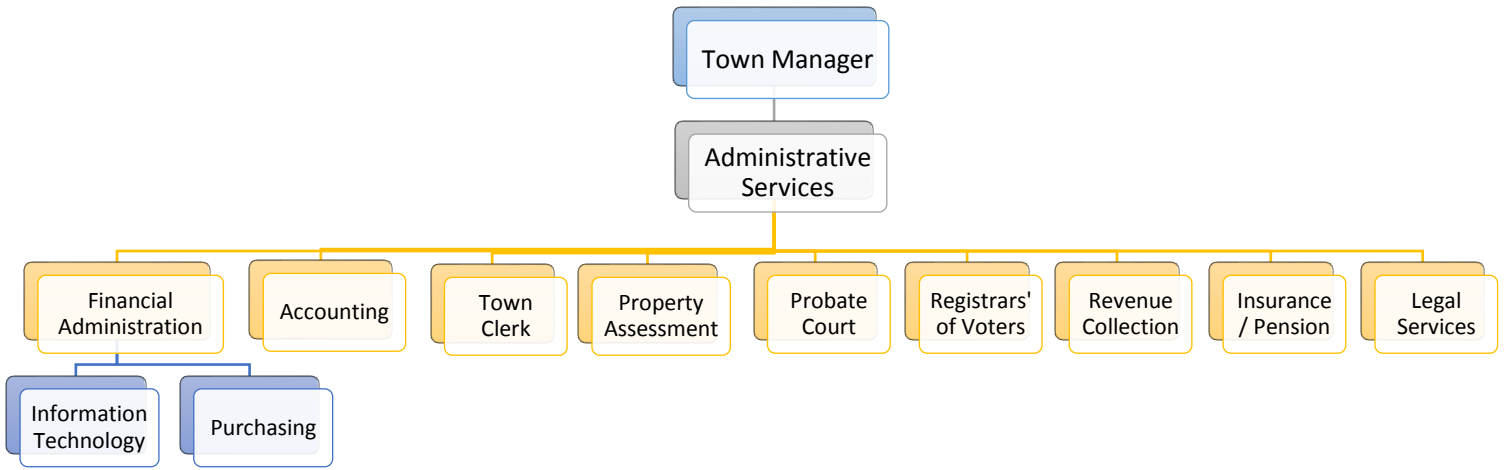 Town Manager
Administrative
Services
Financial
Administration
Accounting
Town
Clerk
Property
Assessment
Probate
Court
Registrars'
of Voters
Revenue
Collection
Insurance
/ Pension
Legal
Services
Information
Technology
Purchasing